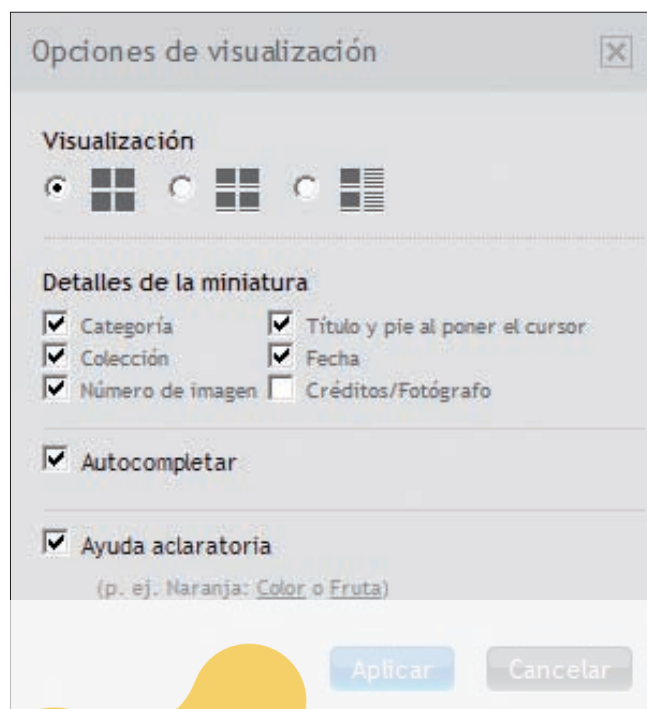 Opciones de visualización
Visualización
Detalles de la miniatura
Categoría Título y pie al poner el cursor
Colección Fecha
Número de imagen Créditos/Fotógrafo
Autocompletar
Ayuda aclaratoria
(p. ej. Naranja: Color o Fruta)
Aplicar Cancelar